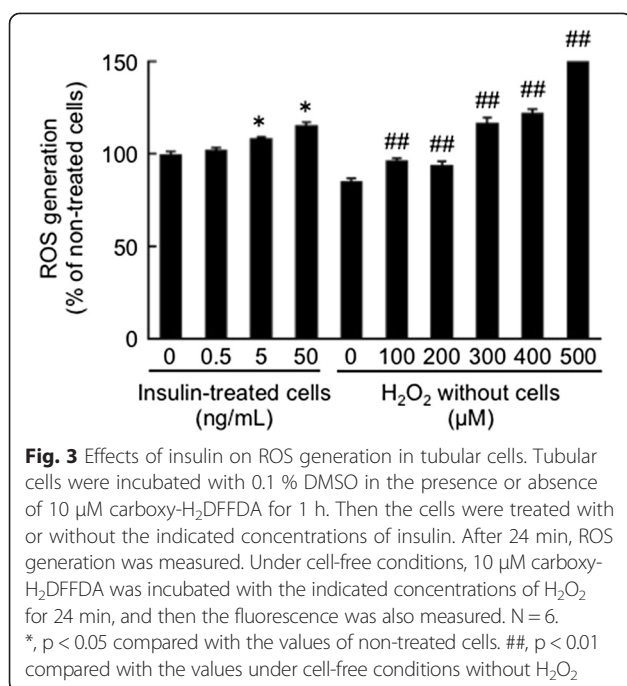 ROS generation
(% of non-treated cells)
150
100
50
0
* * ## ## ## ## ##
0 0.5 5 50 0 100 200 300 400 500
Insulin-treated cells
(ng/mL)
H₂O₂ without cells
(µM)
Fig. 3 Effects of insulin on ROS generation in tubular cells. Tubular
cells were incubated with 0.1 % DMSO in the presence or absence
of 10 µM carboxy-H₂DFFDA for 1 h. Then the cells were treated with
or without the indicated concentrations of insulin. After 24 min, ROS
generation was measured. Under cell-free conditions, 10 µM carboxy-
H₂DFFDA was incubated with the indicated concentrations of H₂O₂
for 24 min, and then the fluorescence was also measured. N = 6.
*, p < 0.05 compared with the values of non-treated cells. ##, p < 0.01
compared with the values under cell-free conditions without H₂O₂